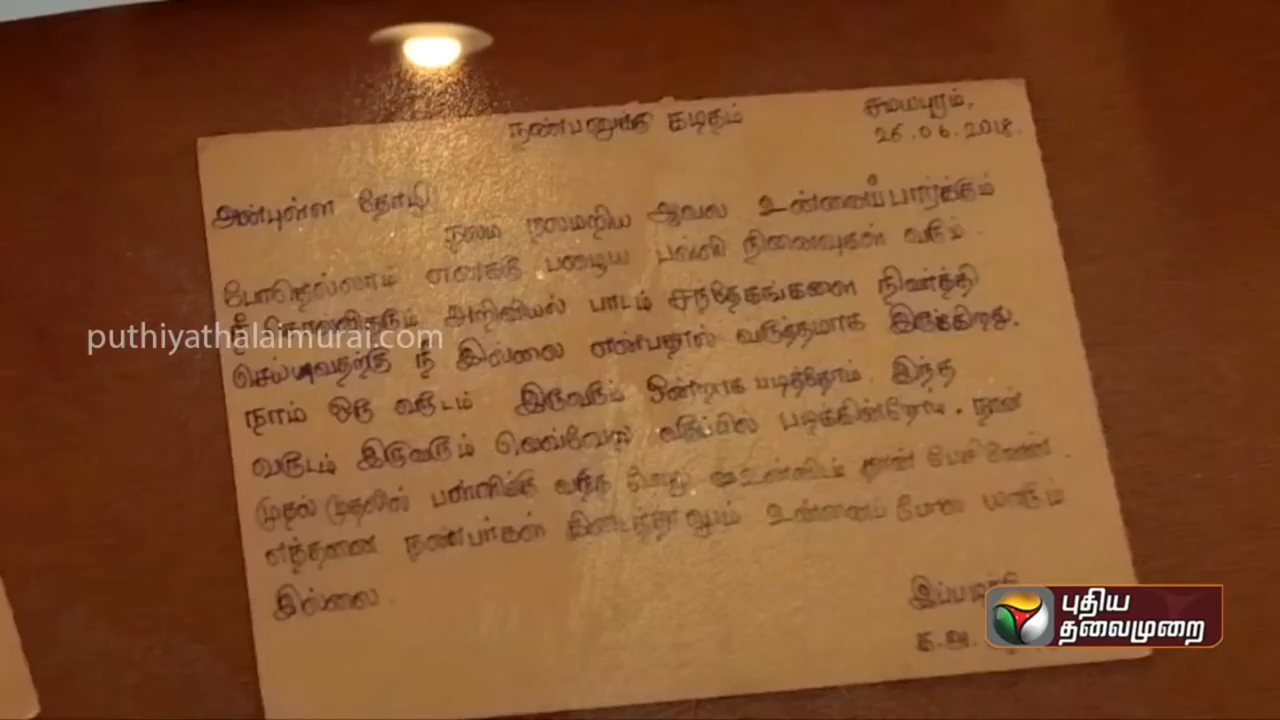 நண்பனுக்கு கடிதம்
சமயபுரம்,
26.06.2018.
அன்புள்ள தோழி
நலம் நலமறிய ஆவல் உன்னைப் பார்க்கும்
போதெல்லாம் எனக்கு பழைய பள்ளி நினைவுகள் வரும்.
நீ அறிவியல் பாடம் சந்தேகங்களை நிவர்த்தி
puthiyathalaimurai.com
செய்வதற்கு நீ இல்லை என்பதால் வருத்தமாக இருக்கிறது.
நாம் ஒரு வருடம் இருவரும் ஒன்றாக படித்தோம். இந்த
வருடம் இருவரும் வெவ்வேறு வகுப்பில் படிக்கின்றோம். நான்
முதல் முதலில் பள்ளிக்கு வந்த போது உன்னிடம் தான் பேசினேன்.
எத்தனை நண்பர்கள் கிடைத்தாலும் உன்னைப் போல யாரும்
இல்லை.
இப்படிக்கு
க.அ.
புதிய
தலைமுறை